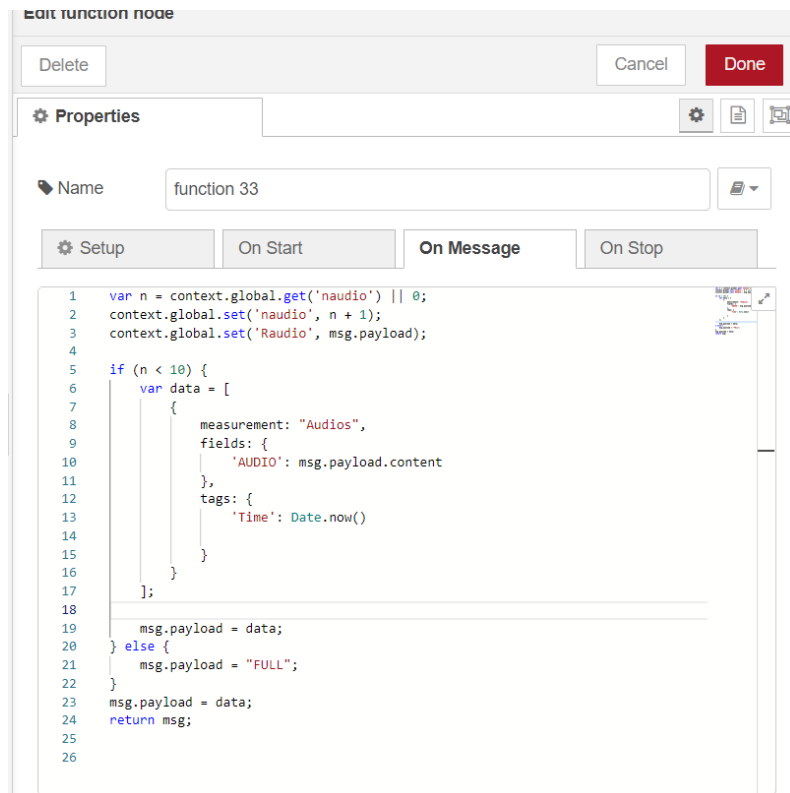 Edit function node
Delete
Cancel
Done
Properties
Name
function 33
Setup
On Start
On Message
On Stop
1 var n = context.global.get('naudio') || 0;
2 context.global.set('naudio', n + 1);
3 context.global.set('Raudio', msg.payload);
4
5 if (n < 10) {
6 var data = [
7 {
8 measurement: "Audios",
9 fields: {
10 'AUDIO': msg.payload.content
11 },
12 tags: {
13 'Time': Date.now()
14
15 }
16 }
17 ];
18
19 msg.payload = data;
20 } else {
21 msg.payload = "FULL";
22 }
23 msg.payload = data;
24 return msg;
25
26